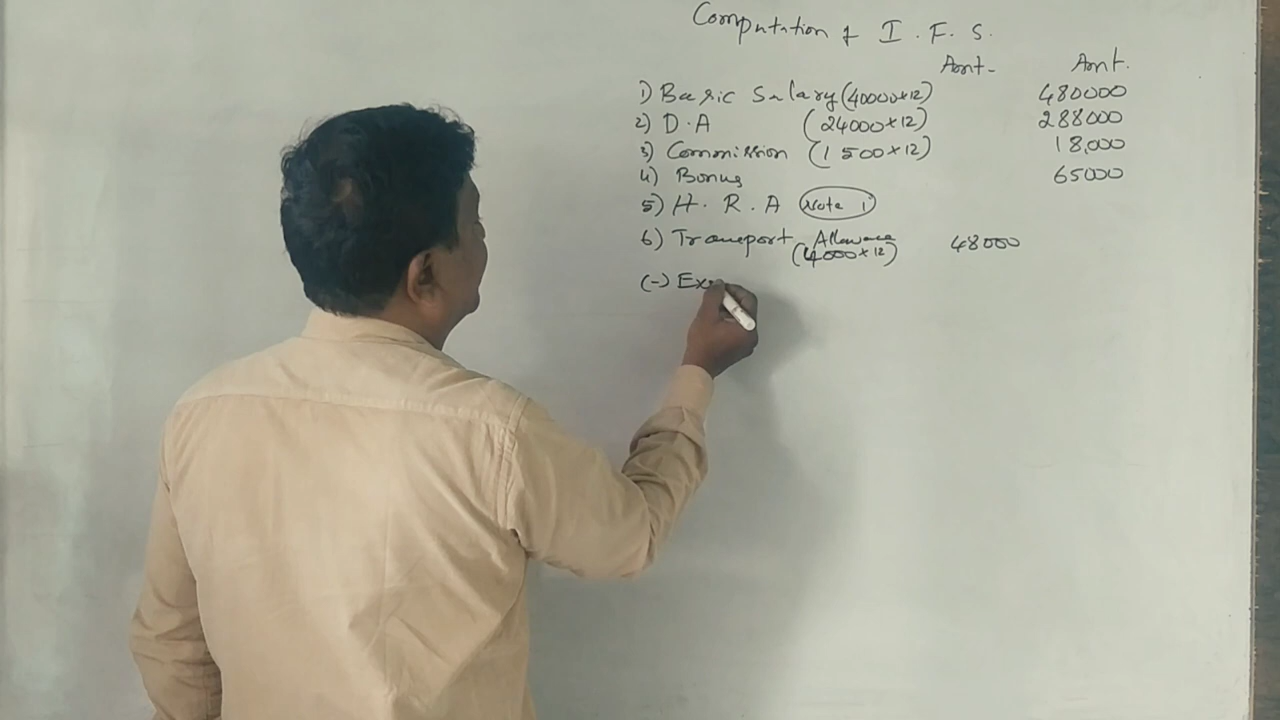 Computation of I.F.S.
Amt- Amt.
1) Basic Salary (40000×12) 480000
2) D.A (24000×12) 288000
3) Commission (1500×12) 18,000
4) Bonus 65000
5) H.R.A (Note 1)
6) Transport Allowance 48000
(4000×12)
(-) Ex